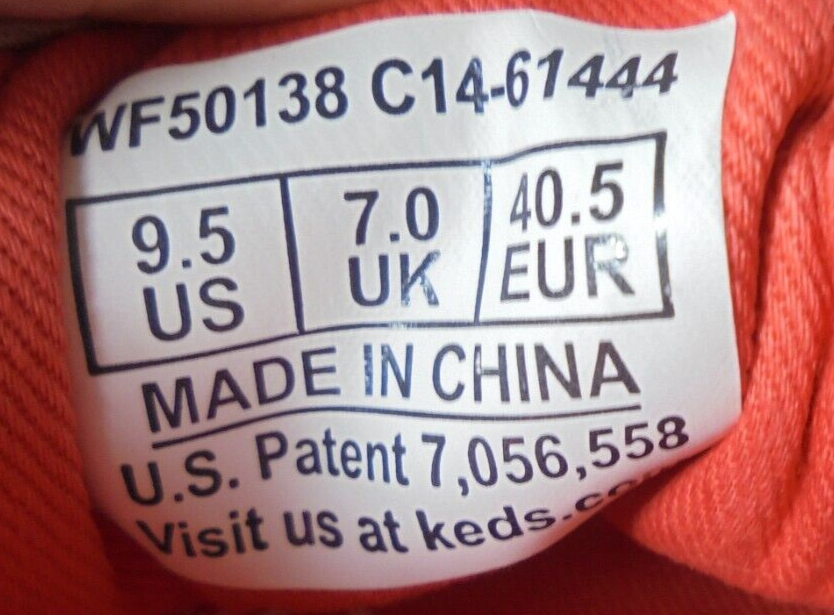 WF50138 C14-61444
9.5 7.0 40.5
US UK EUR
MADE IN CHINA
U.S. Patent 7,056,558
Visit us at